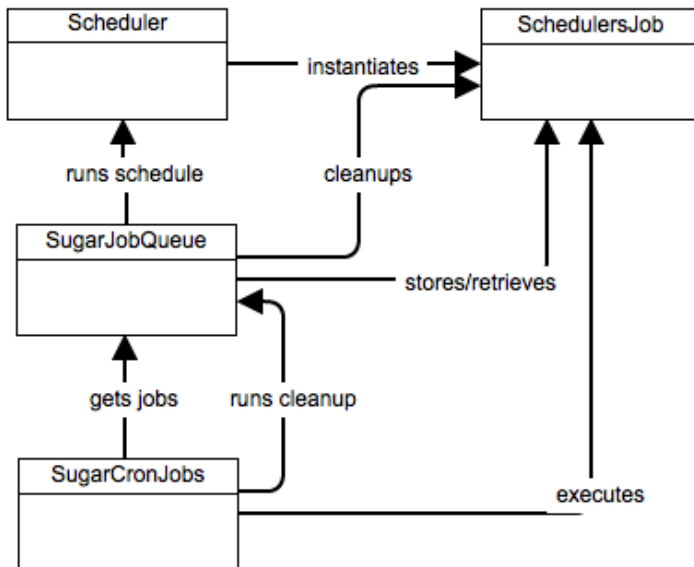 Scheduler
SchedulersJob
instantiates
runs schedule
cleanups
SugarJobQueue
stores/retrieves
gets jobs
runs cleanup
SugarCronJobs
executes